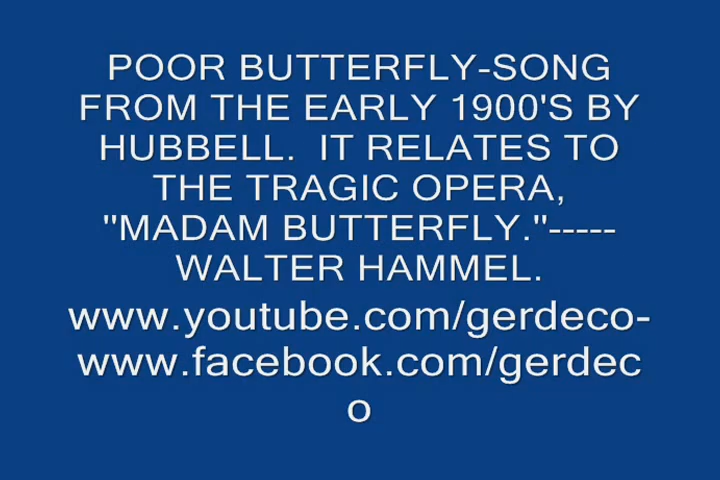 POOR BUTTERFLY-SONG
FROM THE EARLY 1900'S BY
HUBBELL.  IT RELATES TO
THE TRAGIC OPERA,
"MADAM BUTTERFLY."-----
WALTER HAMMEL.
www.youtube.com/gerdeco-
www.facebook.com/gerdec
o